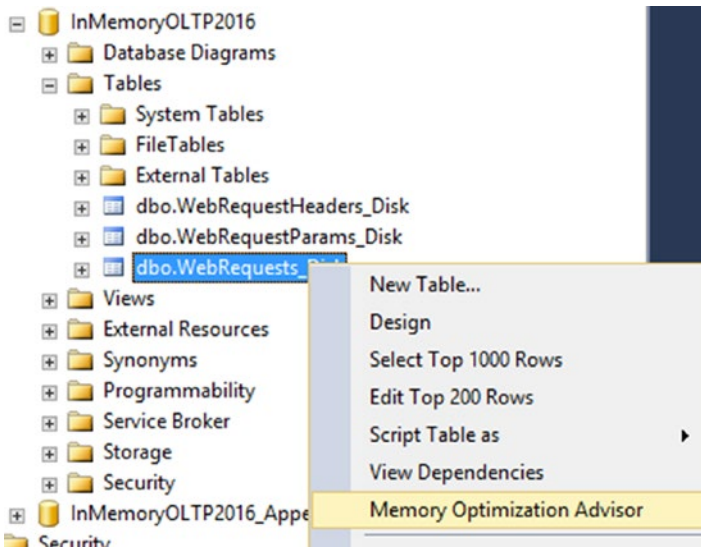 InMemoryOLTP2016
Database Diagrams
Tables
System Tables
FileTables
External Tables
dbo.WebRequestHeaders_Disk
dbo.WebRequestParams_Disk
dbo.WebRequests_Disk
New Table...
Views
Design
External Resources
Select Top 1000 Rows
Synonyms
Edit Top 200 Rows
Programmability
Script Table as
Service Broker
Storage
View Dependencies
Security
InMemoryOLTP2016_Appe
Memory Optimization Advisor
Security